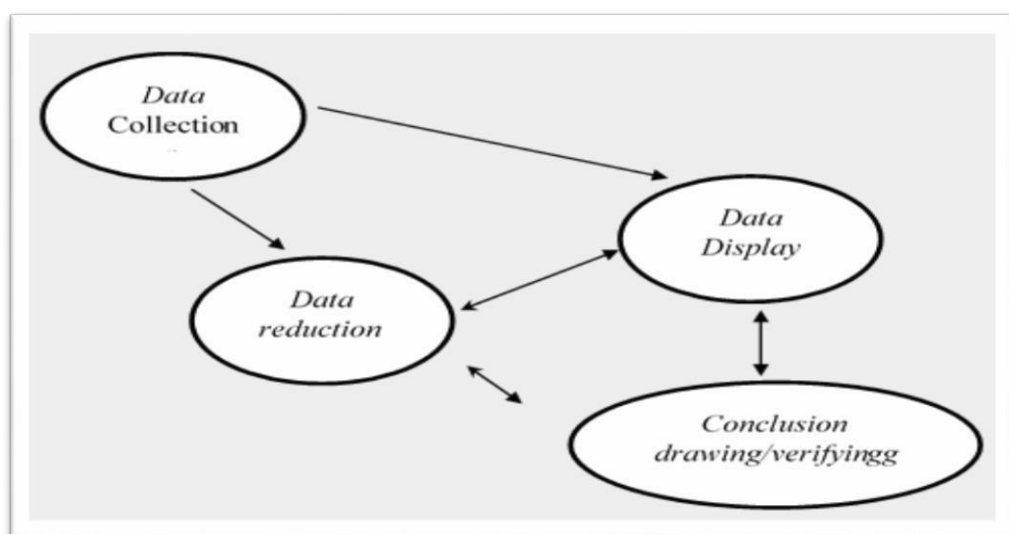 Data
Collection
Data
Display
Data
reduction
Conclusion
drawing/verifyingg